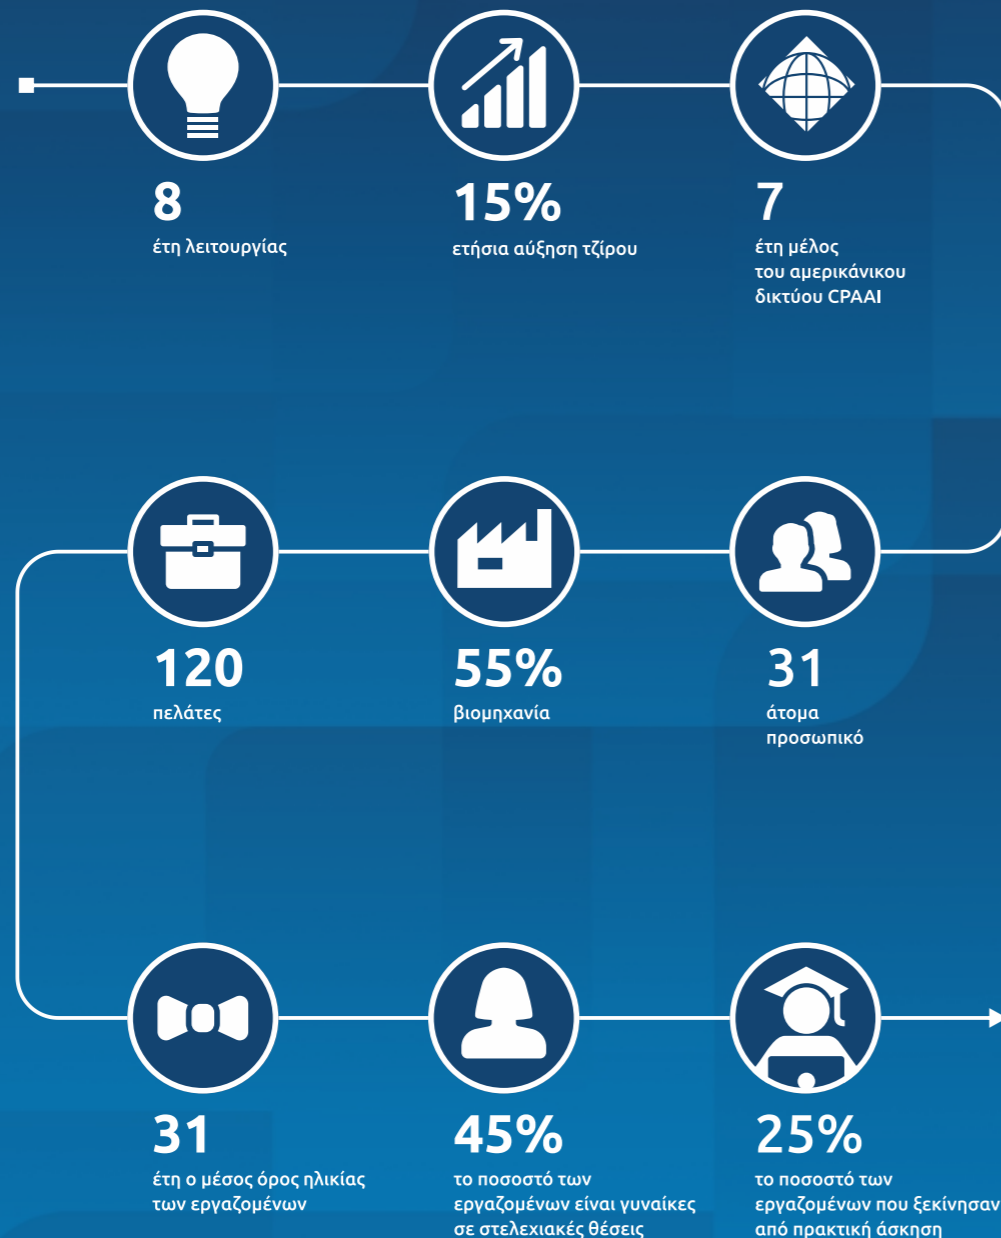 8
έτη λειτουργίας
15%
ετήσια αύξηση τζίρου
7
έτη μέλος
του αμερικάνικου
δικτύου CPAAI
120
πελάτες
55%
βιομηχανία
31
άτομα
προσωπικό
31
έτη ο μέσος όρος ηλικίας
των εργαζομένων
45%
το ποσοστό των
εργαζομένων είναι γυναίκες
σε στελεχιακές θέσεις
25%
το ποσοστό των
εργαζομένων που ξεκίνησαν
από πρακτική άσκηση